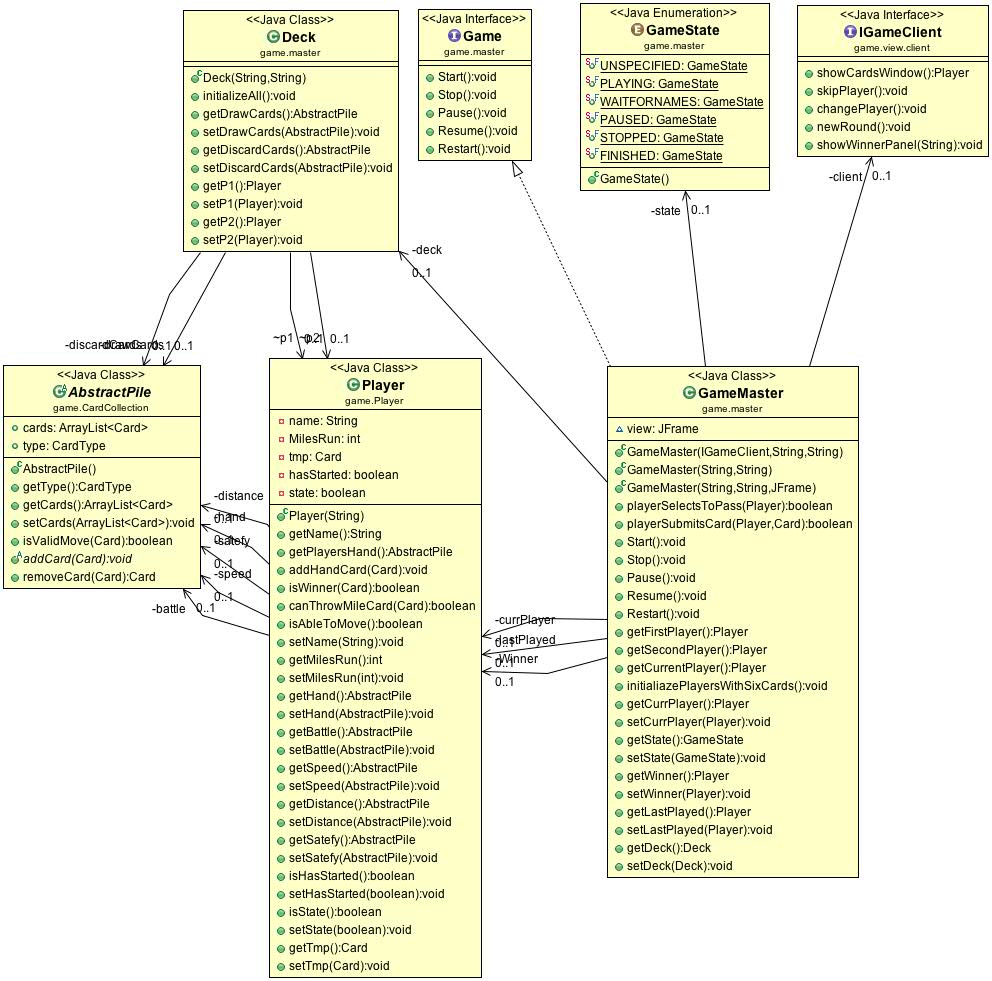 <<Java Class>>
Deck
game.master
Deck(String,String)
initializeAll():void
getDrawCards():AbstractPile
setDrawCards(AbstractPile):void
getDiscardCards():AbstractPile
setDiscardCards(AbstractPile):void
getP1():Player
setP1(Player):void
getP2():Player
setP2(Player):void
<<Java Interface>>
Game
game.master
Start():void
Stop():void
Pause():void
Resume():void
Restart():void
<<Java Enumeration>>
GameState
game.master
UNSPECIFIED: GameState
PLAYING: GameState
WAITFORNAMES: GameState
PAUSED: GameState
STOPPED: GameState
FINISHED: GameState
GameState()
<<Java Interface>>
IGameClient
game.view.client
showCardsWindow():Player
skipPlayer():void
changePlayer():void
newRound():void
showWinnerPanel(String):void
-state 0..1
-client 0..1
-deck
0..1
0..1
~p1
~p2 0..1
<<Java Class>>
AbstractPile
game.CardCollection
cards: ArrayList<Card>
type: CardType
AbstractPile()
getType():CardType
getCards():ArrayList<Card>
setCards(ArrayList<Card>):void
isValidMove(Card):boolean
addCard(Card):void
removeCard(Card):Card
-distance
0..1
-hand
0..1
-satefy
0..1
-speed
0..1
-battle 0..1
<<Java Class>>
Player
game.Player
name: String
MilesRun: int
tmp: Card
hasStarted: boolean
state: boolean
Player(String)
getName():String
getPlayersHand():AbstractPile
addHandCard(Card):void
isWinner(Card):boolean
canThrowMileCard(Card):boolean
isAbleToMove():boolean
setName(String):void
getMilesRun():int
setMilesRun(int):void
getHand():AbstractPile
setHand(AbstractPile):void
getBattle():AbstractPile
setBattle(AbstractPile):void
getSpeed():AbstractPile
setSpeed(AbstractPile):void
getDistance():AbstractPile
setDistance(AbstractPile):void
getSatefy():AbstractPile
setSatefy(AbstractPile):void
isHasStarted():boolean
setHasStarted(boolean):void
isState():boolean
setState(boolean):void
getTmp():Card
setTmp(Card):void
-currPlayer
0..1
-lastPlayed
0..1
-Winner
0..1
<<Java Class>>
GameMaster
game.master
view: JFrame
GameMaster(IGameClient,String,String)
GameMaster(String,String)
GameMaster(String,String,JFrame)
playerSelectsToPass(Player):boolean
playerSubmitsCard(Player,Card):boolean
Start():void
Stop():void
Pause():void
Resume():void
Restart():void
getFirstPlayer():Player
getSecondPlayer():Player
getCurrentPlayer():Player
initialiazePlayersWithSixCards():void
getCurrPlayer():Player
setCurrPlayer(Player):void
getState():GameState
setState(GameState):void
getWinner():Player
setWinner(Player):void
getLastPlayed():Player
setLastPlayed(Player):void
getDeck():Deck
setDeck(Deck):void